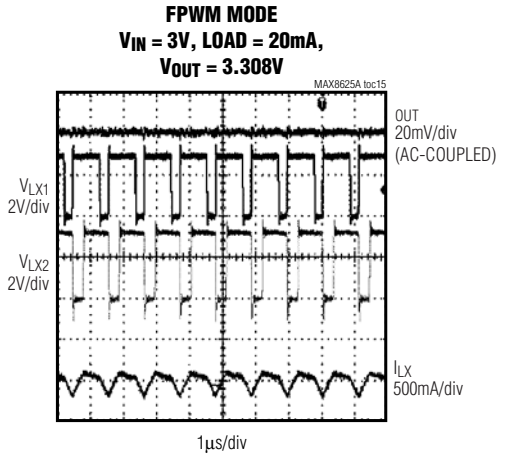 FPWM MODE
VIN = 3V, LOAD = 20mA,
VOUT = 3.308V
MAX8625A toc15
OUT
20mV/div
(AC-COUPLED)
VLX1
2V/div
VLX2
2V/div
ILX
500mA/div
1μs/div